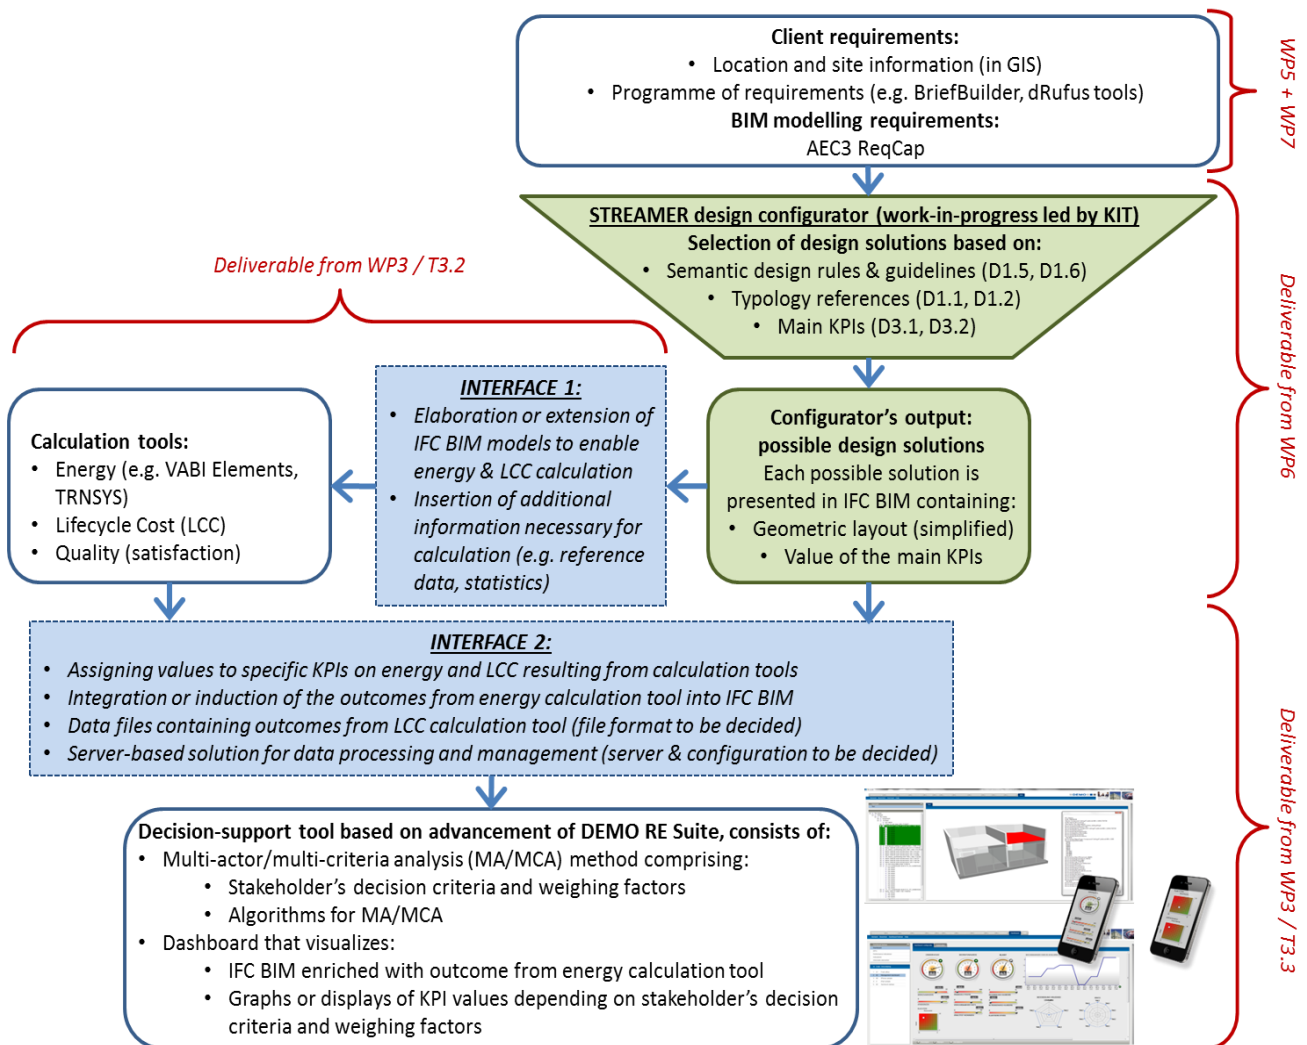 Client requirements:
• Location and site information (in GIS)
• Programme of requirements (e.g. BriefBuilder, dRufus tools)
BIM modelling requirements:
AEC3 ReqCap
WP5 + WP7
STREAMER design configurator (work-in-progress led by KIT)
Selection of design solutions based on:
• Semantic design rules & guidelines (D1.5, D1.6)
• Typology references (D1.1, D1.2)
• Main KPIs (D3.1, D3.2)
Deliverable from WP6
Deliverable from WP3 / T3.2
Calculation tools:
• Energy (e.g. VABI Elements,
TRNSYS)
• Lifecycle Cost (LCC)
• Quality (satisfaction)
INTERFACE 1:
• Elaboration or extension of
IFC BIM models to enable
energy & LCC calculation
• Insertion of additional
information necessary for
calculation (e.g. reference
data, statistics)
Configurator's output:
possible design solutions
Each possible solution is
presented in IFC BIM containing:
• Geometric layout (simplified)
• Value of the main KPIs
INTERFACE 2:
• Assigning values to specific KPIs on energy and LCC resulting from calculation tools
• Integration or induction of the outcomes from energy calculation tool into IFC BIM
• Data files containing outcomes from LCC calculation tool (file format to be decided)
• Server-based solution for data processing and management (server & configuration to be decided)
Deliverable from WP3 / T3.3
Decision-support tool based on advancement of DEMO RE Suite, consists of:
• Multi-actor/multi-criteria analysis (MA/MCA) method comprising:
• Stakeholder's decision criteria and weighing factors
• Algorithms for MA/MCA
• Dashboard that visualizes:
• IFC BIM enriched with outcome from energy calculation tool
• Graphs or displays of KPI values depending on stakeholder's decision
criteria and weighing factors